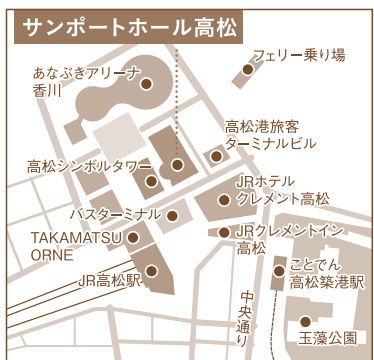 サンポートホール高松
フェリー乗り場
あなぶきアリーナ
香川
高松港旅客
ターミナルビル
高松シンボルタワー
JRホテル
クレメント高松
バスターミナル
TAKAMATSU
ORNE
JRクレメントイン
高松
JR高松駅
ことでん
高松築港駅
中央通り
玉藻公園